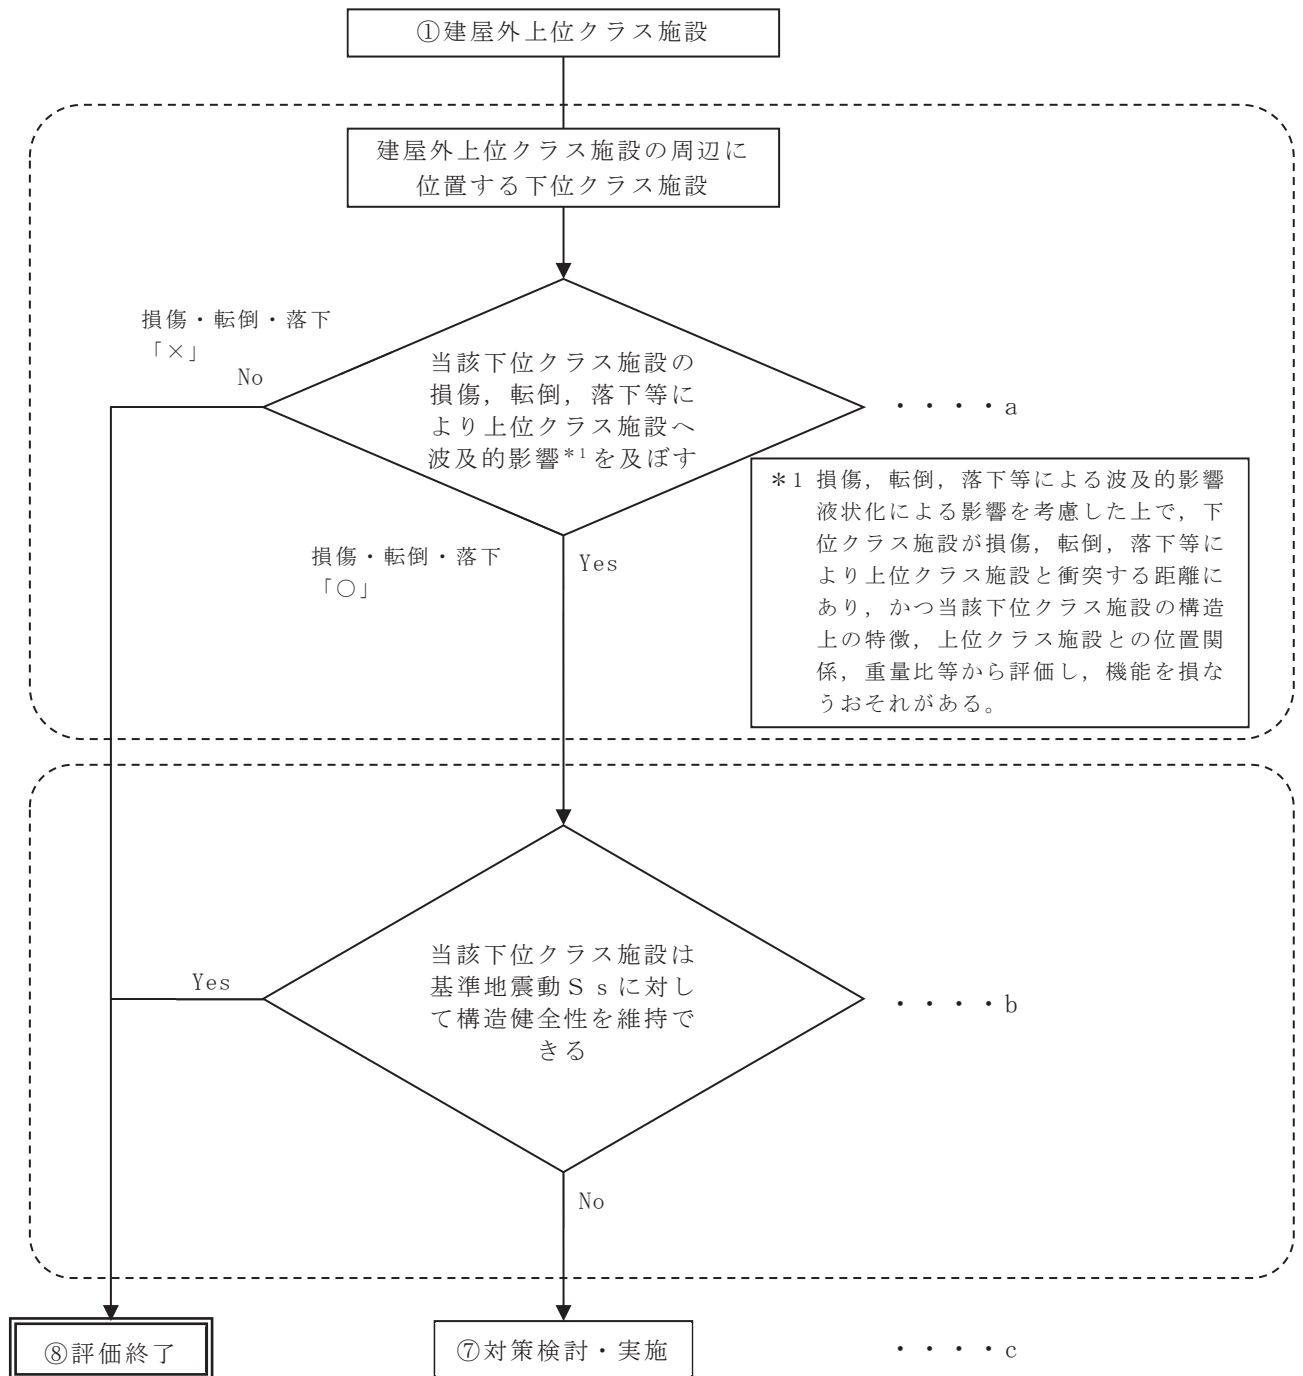 ①建屋外上位クラス施設
建屋外上位クラス施設の周辺に
位置する下位クラス施設
損傷・転倒・落下
「×」
No
当該下位クラス施設の
損傷，転倒，落下等に
より上位クラス施設へ
波及的影響*1を及ぼす
・・・・a
＊1 損傷，転倒，落下等による波及的影響
液状化による影響を考慮した上で，下
位クラス施設が損傷，転倒，落下等に
より上位クラス施設と衝突する距離に
あり，かつ当該下位クラス施設の構造
上の特徴，上位クラス施設との位置関
係，重量比等から評価し，機能を損な
うおそれがある。
損傷・転倒・落下
「○」
Yes
当該下位クラス施設は
基準地震動Ｓｓに対し
て構造健全性を維持で
きる
Yes
・・・・b
No
⑧評価終了
⑦対策検討・実施
・・・・c